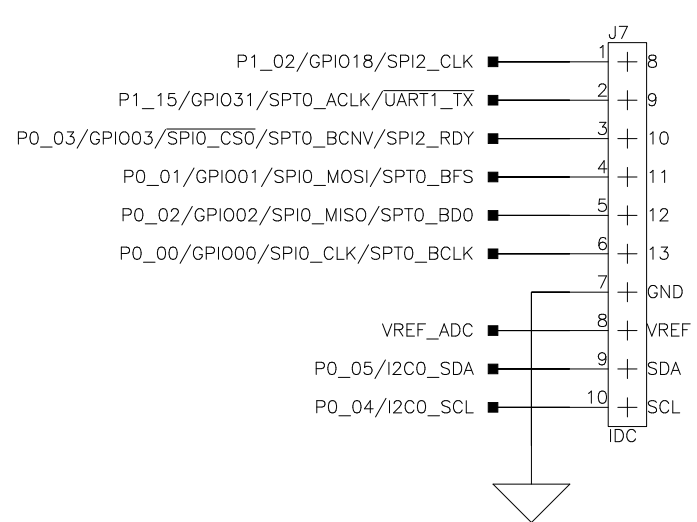 J7
P1_02/GPIO18/SPI2_CLK 1 8
P1_15/GPIO31/SPT0_ACLK/UART1_TX 2 9
P0_03/GPIO03/SPI0_CS0/SPT0_BCNV/SPI2_RDY 3 10
P0_01/GPIO01/SPI0_MOSI/SPT0_BFS 4 11
P0_02/GPIO02/SPI0_MISO/SPT0_BD0 5 12
P0_00/GPIO00/SPI0_CLK/SPT0_BCLK 6 13
7 GND
VREF_ADC 8 VREF
P0_05/I2C0_SDA 9 SDA
P0_04/I2C0_SCL 10 SCL
IDC